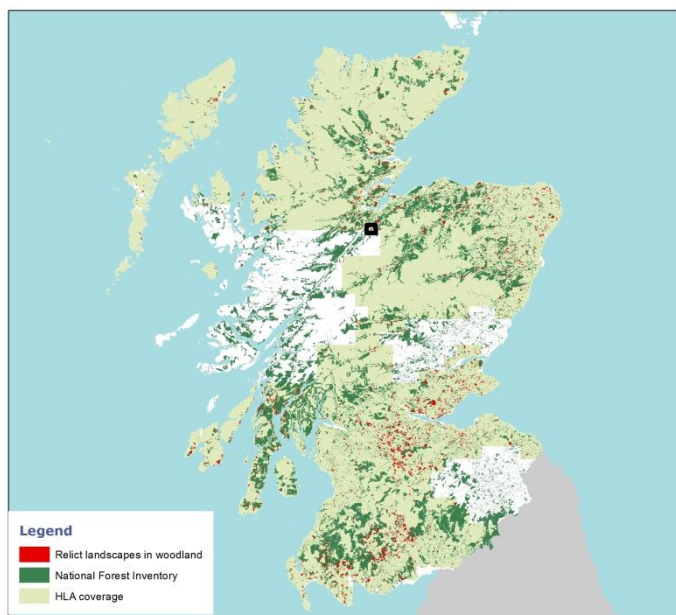 Legend
Relict landscapes in woodland
National Forest Inventory
HLA coverage